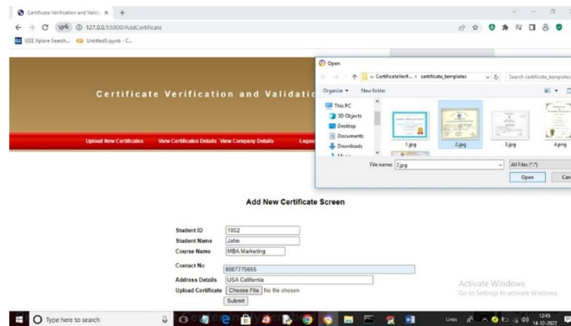 Certificate Verification and Valid
127.0.0.1:5000/AddCertificate
IEEE Xplore Search...
Untitled5.ipynb - C...
Certificate Verification and Validatio
Upload New Certificates View Certificates Details View Company Details Logou
Open
CertificateVerif... › certificate_templates
Search certificate_templates
Organize New folder
This PC
3D Objects
Desktop
Documents
Downloads
Music
1.jpg
2.jpg
3.jpg
4.png
File name: 2.jpg
All Files (*.*)
Open
Can
Add New Certificate Screen
Student ID 1002
Student Name John
Course Name MBA Marketing
Contact No 8887776665
Address Details USA California
Upload Certificate Choose File No file chosen
Submit
Activate Windows
Go to Settings to activate Windows.
Type here to search
Links
12:45
14-12-2022